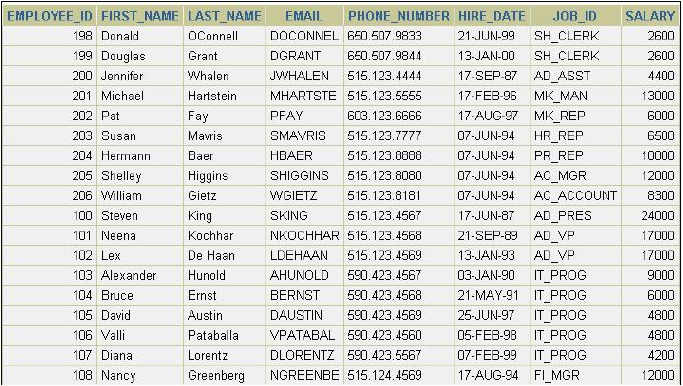 EMPLOYEE_ID FIRST_NAME LAST_NAME EMAIL PHONE_NUMBER HIRE_DATE JOB_ID SALARY
198 Donald OConnell DOCONNEL 650.507.9833 21-JUN-99 SH_CLERK 2600
199 Douglas Grant DGRANT 650.507.9844 13-JAN-00 SH_CLERK 2600
200 Jennifer Whalen JWHALEN 515.123.4444 17-SEP-87 AD_ASST 4400
201 Michael Hartstein MHARTSTE 515.123.5555 17-FEB-96 MK_MAN 13000
202 Pat Fay PFAY 603.123.6666 17-AUG-97 MK_REP 6000
203 Susan Mavris SMAVRIS 515.123.7777 07-JUN-94 HR_REP 6500
204 Hermann Baer HBAER 515.123.8888 07-JUN-94 PR_REP 10000
205 Shelley Higgins SHIGGINS 515.123.8080 07-JUN-94 AC_MGR 12000
206 William Gietz WGIETZ 515.123.8181 07-JUN-94 AC_ACCOUNT 8300
100 Steven King SKING 515.123.4567 17-JUN-87 AD_PRES 24000
101 Neena Kochhar NKOCHHAR 515.123.4568 21-SEP-89 AD_VP 17000
102 Lex De Haan LDEHAAN 515.123.4569 13-JAN-93 AD_VP 17000
103 Alexander Hunold AHUNOLD 590.423.4567 03-JAN-90 IT_PROG 9000
104 Bruce Ernst BERNST 590.423.4568 21-MAY-91 IT_PROG 6000
105 David Austin DAUSTIN 590.423.4569 25-JUN-97 IT_PROG 4800
106 Valli Pataballa VPATABAL 590.423.4560 05-FEB-98 IT_PROG 4800
107 Diana Lorentz DLORENTZ 590.423.5567 07-FEB-99 IT_PROG 4200
108 Nancy Greenberg NGREENBE 515.124.4569 17-AUG-94 FI_MGR 12000